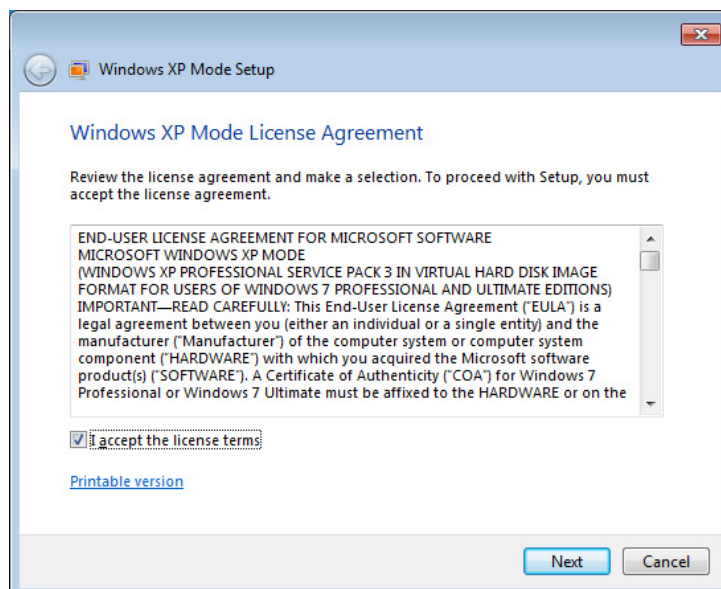 Windows XP Mode Setup
Windows XP Mode License Agreement
Review the license agreement and make a selection. To proceed with Setup, you must
accept the license agreement.
END-USER LICENSE AGREEMENT FOR MICROSOFT SOFTWARE
MICROSOFT WINDOWS XP MODE
(WINDOWS XP PROFESSIONAL SERVICE PACK 3 IN VIRTUAL HARD DISK IMAGE
FORMAT FOR USERS OF WINDOWS 7 PROFESSIONAL AND ULTIMATE EDITIONS)
IMPORTANT—READ CAREFULLY: This End-User License Agreement ("EULA") is a
legal agreement between you (either an individual or a single entity) and the
manufacturer ("Manufacturer") of the computer system or computer system
component ("HARDWARE") with which you acquired the Microsoft software
product(s) ("SOFTWARE"). A Certificate of Authenticity ("COA") for Windows 7
Professional or Windows 7 Ultimate must be affixed to the HARDWARE or on the
I accept the license terms
Printable version
Next
Cancel